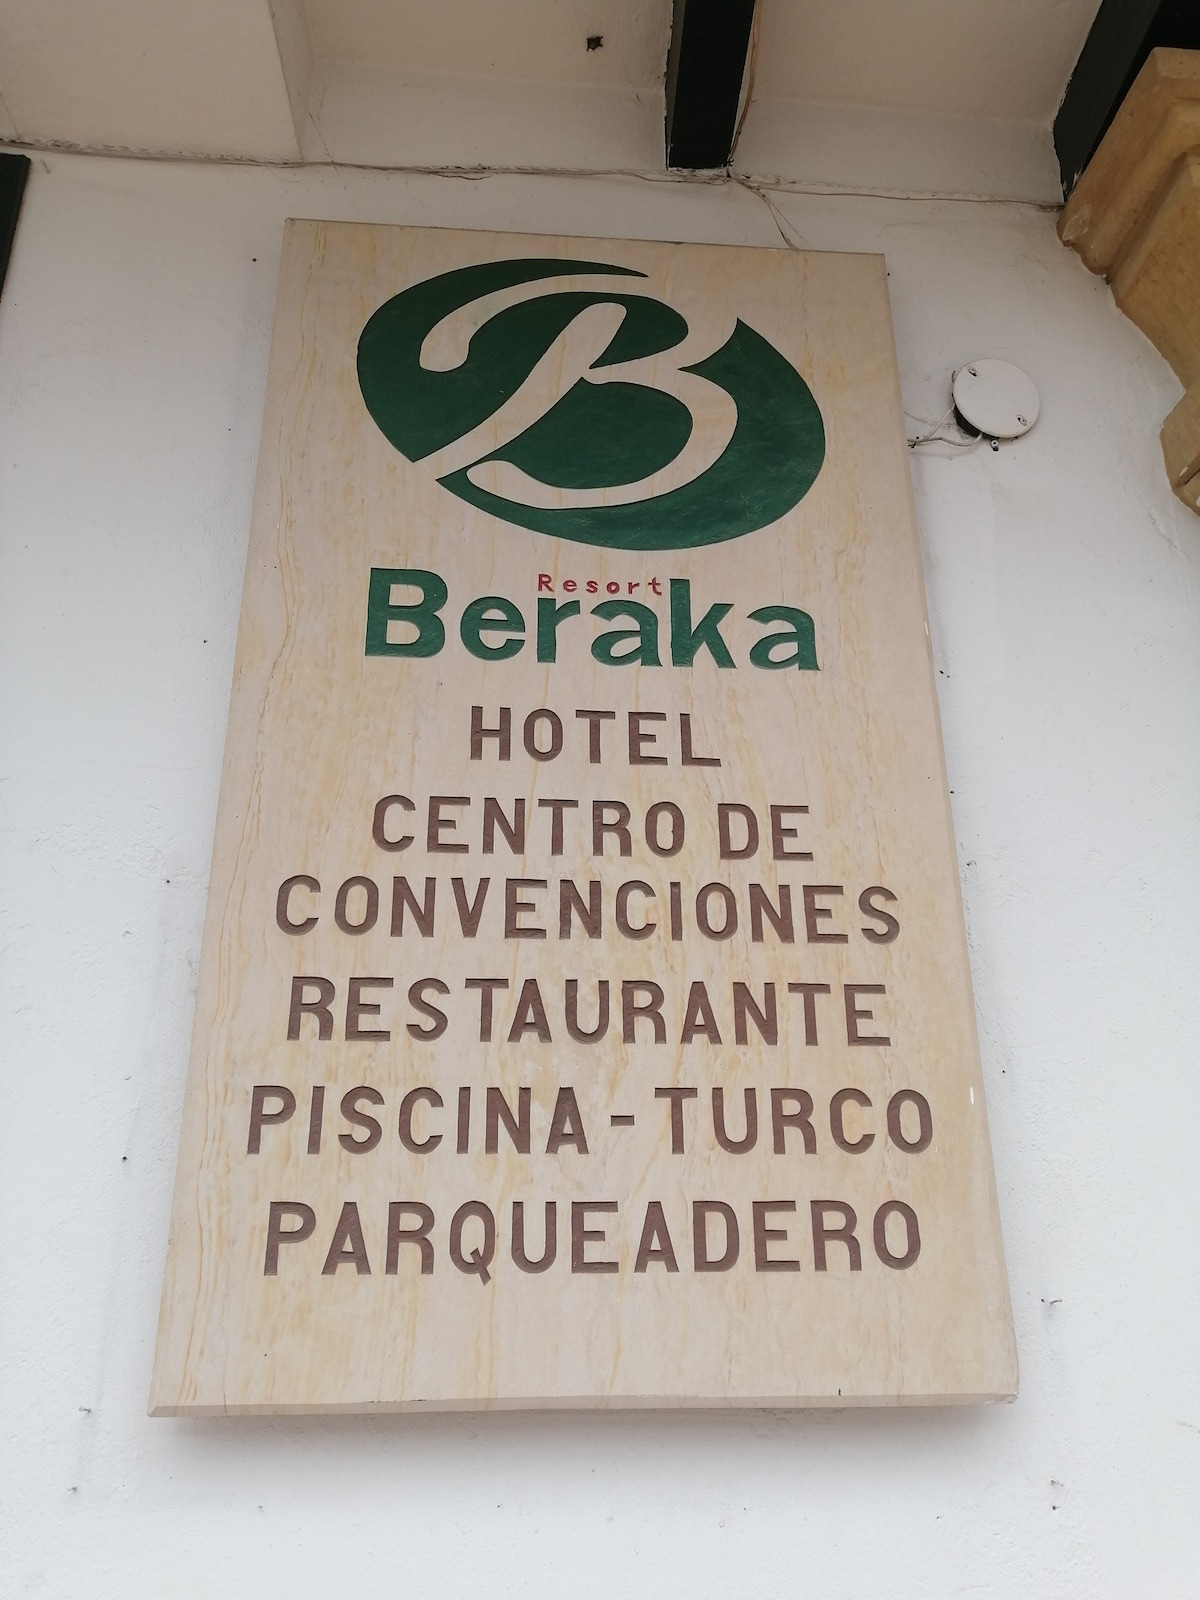 B
Resort
Beraka
HOTEL
CENTRO DE
CONVENCIONES
RESTAURANTE
PISCINA - TURCO
PARQUEADERO